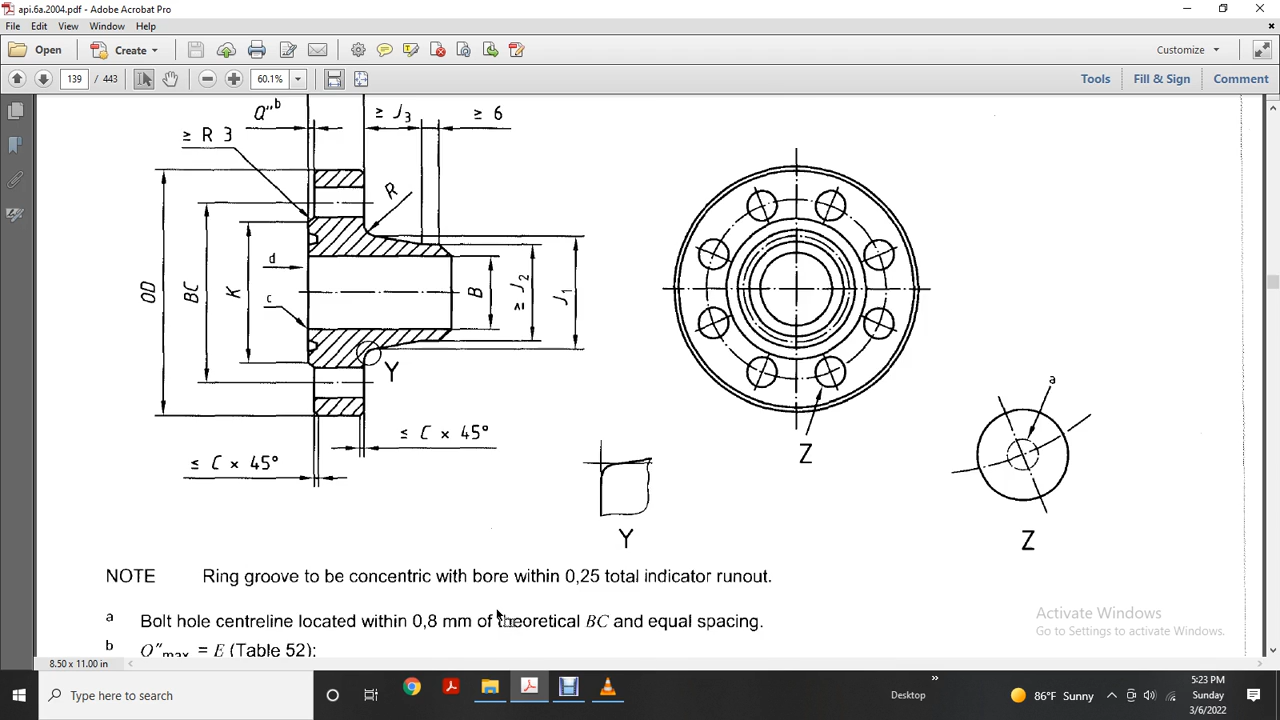 api.6a.2004.pdf - Adobe Acrobat Pro
File Edit View Window Help
Open Create Customize
139 / 443 60.1% Tools Fill & Sign Comment
Q″ᵇ ≥ J₃ ≥ 6
≥ R 3
R
OD BC K d c B ≥ J₂ J₁
Y
≤ C × 45°
≤ C × 45°
Z
a
Y
Z
NOTE Ring groove to be concentric with bore within 0,25 total indicator runout.
a Bolt hole centreline located within 0,8 mm of theoretical BC and equal spacing.
b Q″max = E (Table 52);
Activate Windows
Go to Settings to activate Windows.
8.50 x 11.00 in
Type here to search
Desktop
86°F Sunny
5:23 PM
Sunday
3/6/2022